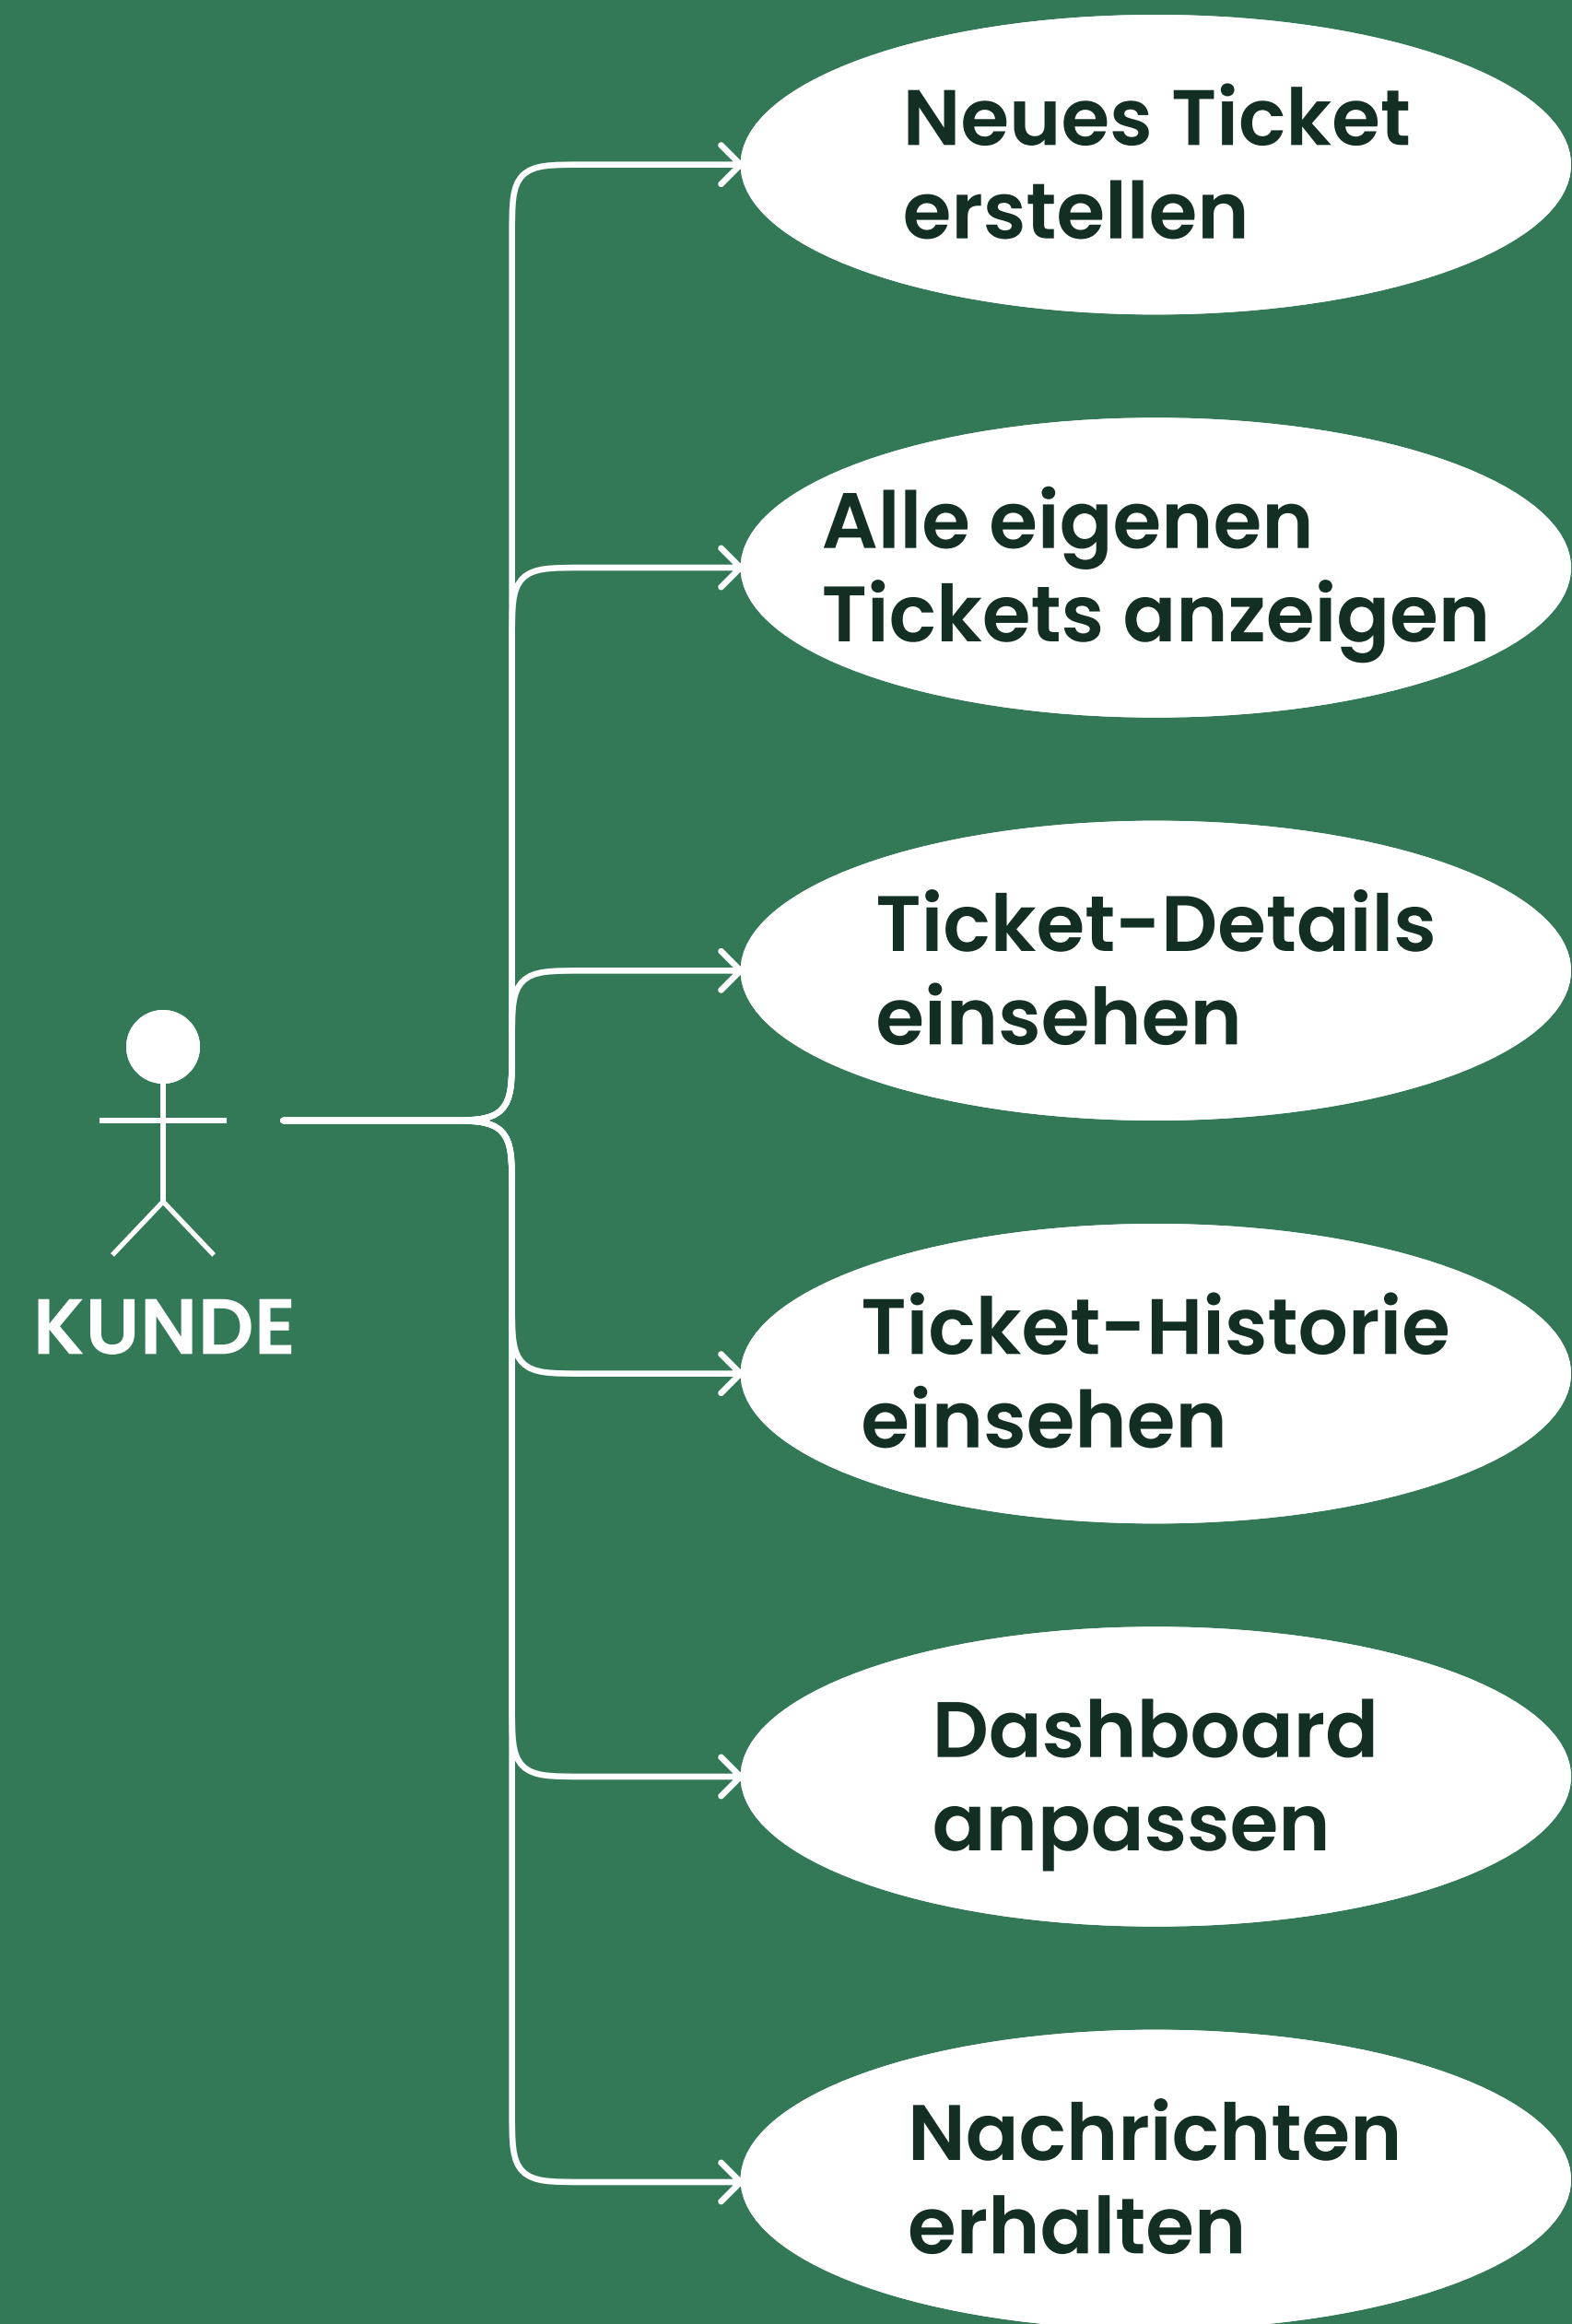 Neues Ticket
erstellen
Alle eigenen
Tickets anzeigen
Ticket-Details
einsehen
KUNDE
Ticket-Historie
einsehen
Dashboard
anpassen
Nachrichten
erhalten